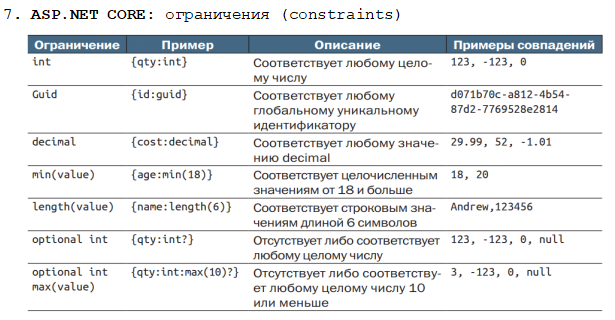 7. ASP.NET CORE: ограничения (constraints)
Ограничение Пример Описание Примеры совпадений
int {qty:int} Соответствует любому цело- 123, -123, 0
му числу
Guid {id:guid} Соответствует любому d071b70c-a812-4b54-
глобальному уникальному 87d2-7769528e2814
идентификатору
decimal {cost:decimal} Соответствует любому значе- 29.99, 52, -1.01
нию decimal
min(value) {age:min(18)} Соответствует целочисленным 18, 20
значениям от 18 и больше
length(value) {name:length(6)} Соответствует строковым зна- Andrew,123456
чениям длиной 6 символов
optional int {qty:int?} Отсутствует либо соответствует 123, -123, 0, null
любому целому числу
optional int {qty:int:max(10)?} Отсутствует либо соответству- 3, -123, 0, null
max(value) ет любому целому числу 10
или меньше